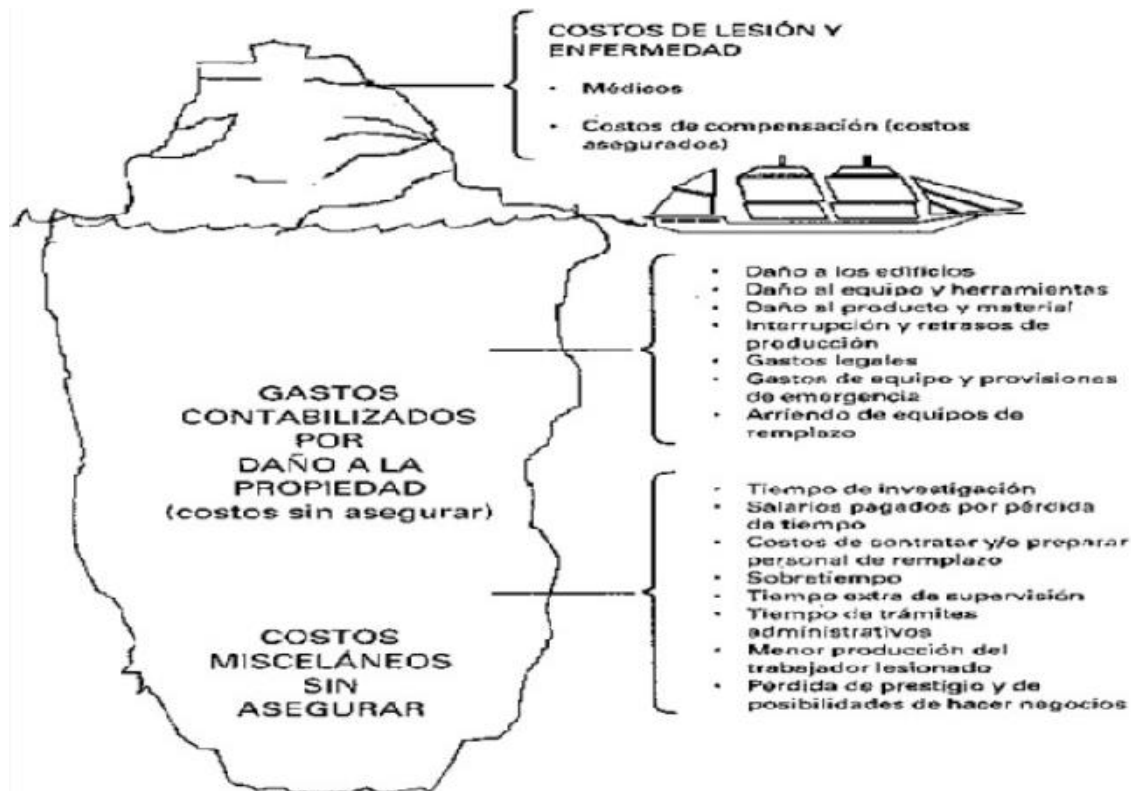 COSTOS DE LESIÓN Y
ENFERMEDAD
• Médicos
• Costos de compensación (costos
asegurados)
• Daño a los edificios
• Daño al equipo y herramientas
• Daño al producto y material
• Interrupción y retrasos de
producción
• Gastos legales
• Gastos de equipo y provisiones
de emergencia
• Arriendo de equipos de
remplazo
GASTOS
CONTABILIZADOS
POR
DAÑO A LA
PROPIEDAD
(costos sin asegurar)
• Tiempo de investigación
• Salarios pagados por pérdida
de tiempo
• Costos de contratar y/o preparar
personal de remplazo
• Sobretiempo
• Tiempo extra de supervisión
• Tiempo de trámites
administrativos
• Menor producción del
trabajador lesionado
• Pérdida de prestigio y de
posibilidades de hacer negocios
COSTOS
MISCELÁNEOS
SIN
ASEGURAR